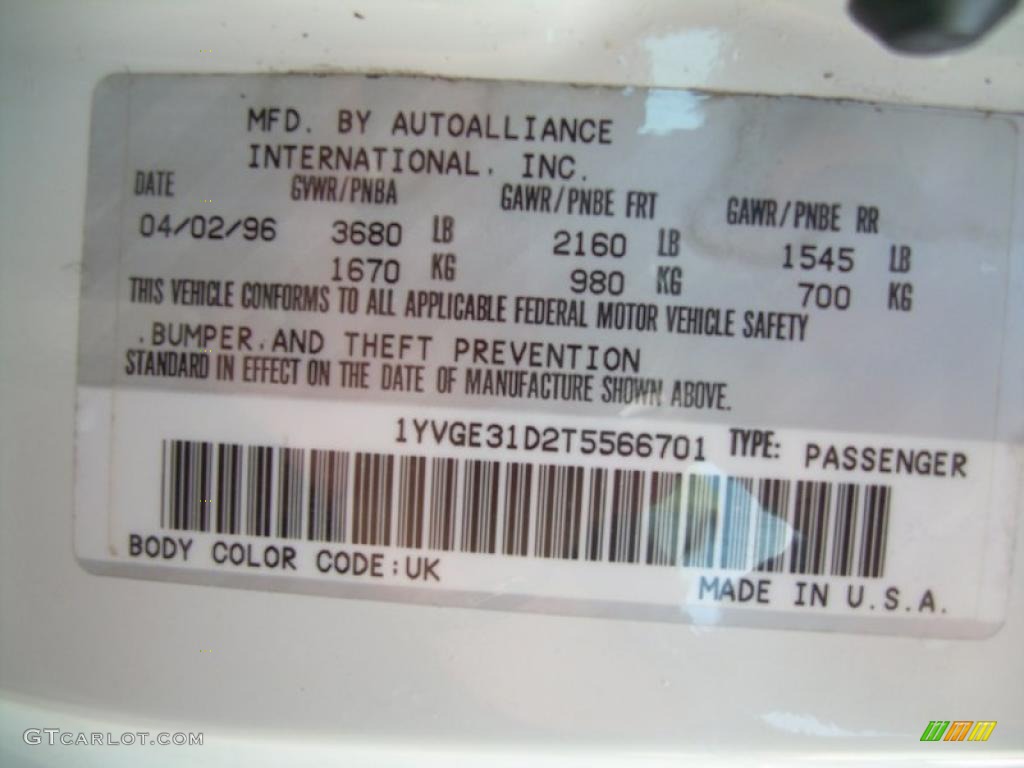 MFD. BY AUTOALLIANCE
INTERNATIONAL, INC.
DATE GVWR/PNBA GAWR/PNBE FRT GAWR/PNBE RR
04/02/96 3680 LB 2160 LB 1545 LB
1670 KG 980 KG 700 KG
THIS VEHICLE CONFORMS TO ALL APPLICABLE FEDERAL MOTOR VEHICLE SAFETY
,BUMPER,AND THEFT PREVENTION
STANDARD IN EFFECT ON THE DATE OF MANUFACTURE SHOWN ABOVE.
1YVGE31D2T5566701 TYPE: PASSENGER
BODY COLOR CODE:UK
MADE IN U.S.A.
GTCARLOT.COM